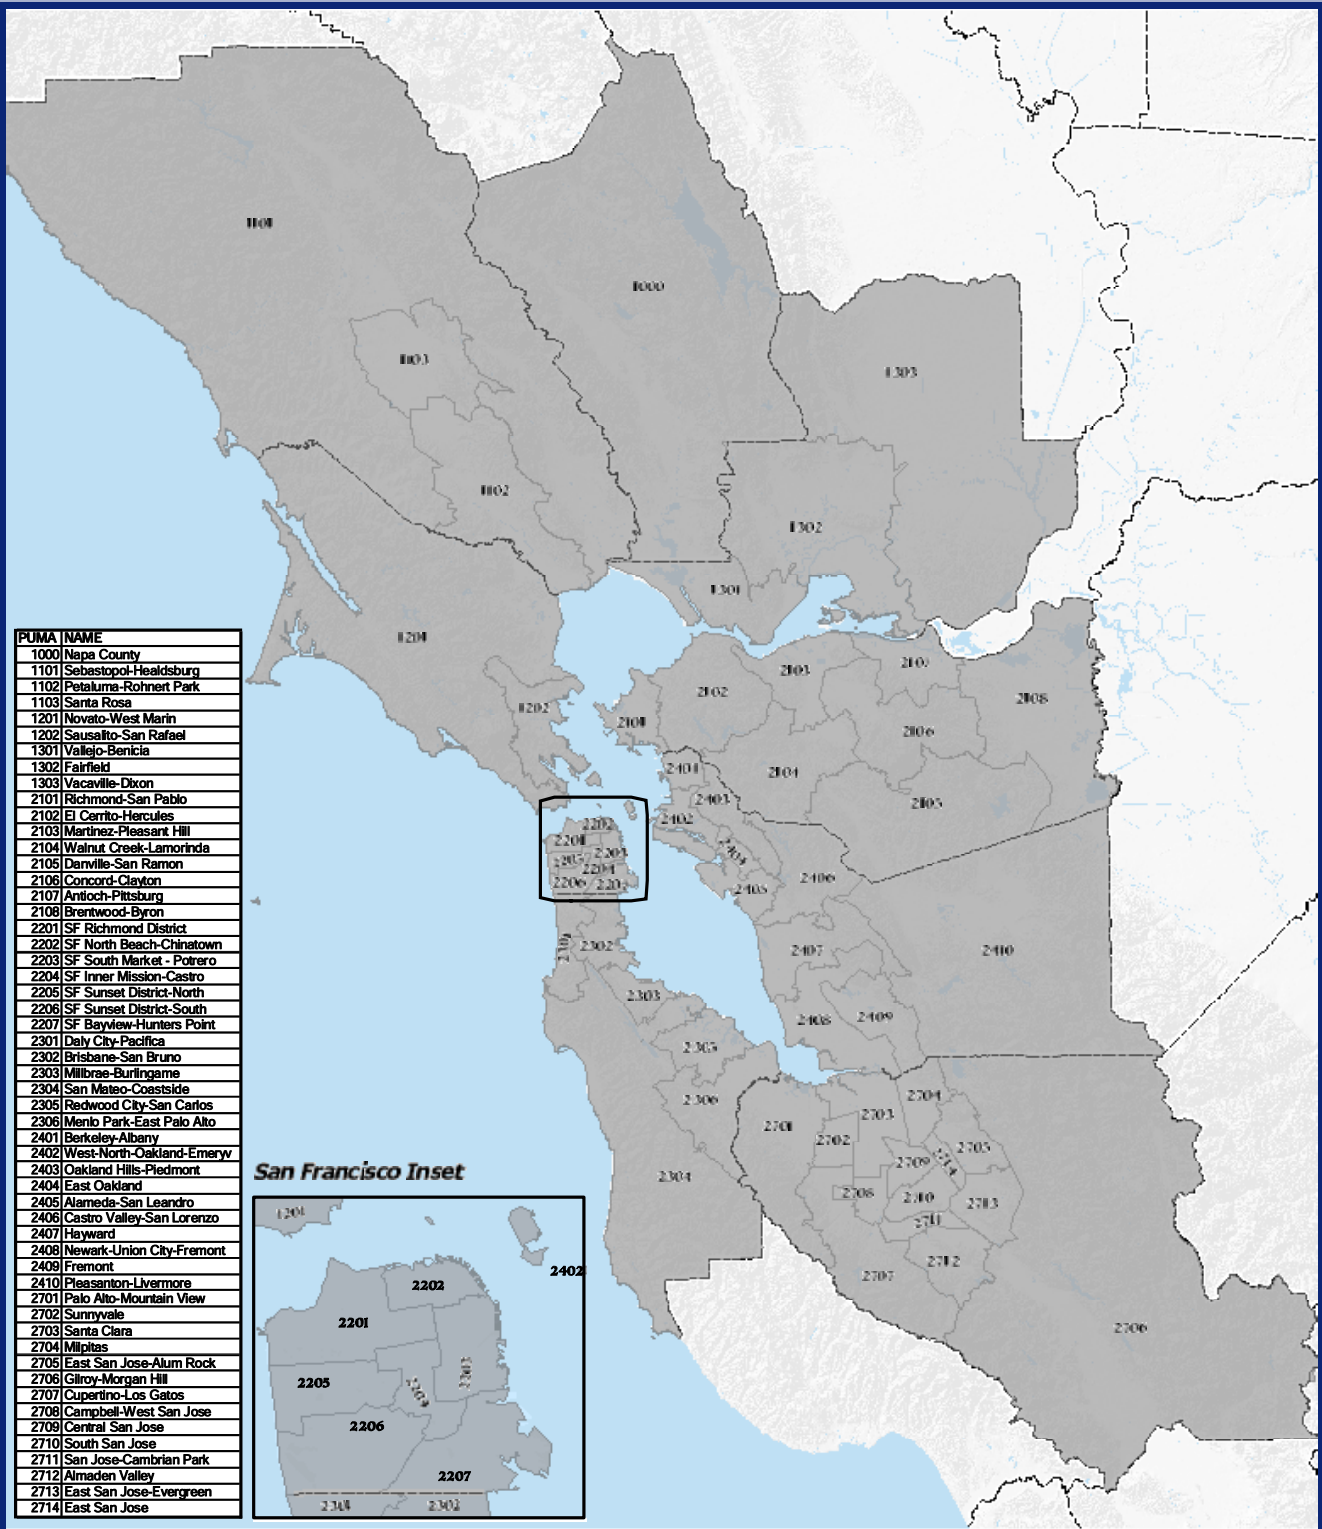 1101
1000
1103
1303
1102
1302
1301
1201
2103
2107
2102
2108
1202
2101
2106
2401
2104
2403
2105
2402
2202
2201
2203
2205
2204
2404
2206
2207
2405
2406
2301
2302
2407
2410
2303
2408
2409
2305
2306
2704
2703
2701
2702
2705
2709
2714
2304
2708
2710
2713
2711
2712
2707
2706
PUMA NAME
1000 Napa County
1101 Sebastopol-Healdsburg
1102 Petaluma-Rohnert Park
1103 Santa Rosa
1201 Novato-West Marin
1202 Sausalito-San Rafael
1301 Vallejo-Benicia
1302 Fairfield
1303 Vacaville-Dixon
2101 Richmond-San Pablo
2102 El Cerrito-Hercules
2103 Martinez-Pleasant Hill
2104 Walnut Creek-Lamorinda
2105 Danville-San Ramon
2106 Concord-Clayton
2107 Antioch-Pittsburg
2108 Brentwood-Byron
2201 SF Richmond District
2202 SF North Beach-Chinatown
2203 SF South Market - Potrero
2204 SF Inner Mission-Castro
2205 SF Sunset District-North
2206 SF Sunset District-South
2207 SF Bayview-Hunters Point
2301 Daly City-Pacifica
2302 Brisbane-San Bruno
2303 Millbrae-Burlingame
2304 San Mateo-Coastside
2305 Redwood City-San Carlos
2306 Menlo Park-East Palo Alto
2401 Berkeley-Albany
2402 West-North-Oakland-Emeryv
2403 Oakland Hills-Piedmont
2404 East Oakland
2405 Alameda-San Leandro
2406 Castro Valley-San Lorenzo
2407 Hayward
2408 Newark-Union City-Fremont
2409 Fremont
2410 Pleasanton-Livermore
2701 Palo Alto-Mountain View
2702 Sunnyvale
2703 Santa Clara
2704 Milpitas
2705 East San Jose-Alum Rock
2706 Gilroy-Morgan Hill
2707 Cupertino-Los Gatos
2708 Campbell-West San Jose
2709 Central San Jose
2710 South San Jose
2711 San Jose-Cambrian Park
2712 Almaden Valley
2713 East San Jose-Evergreen
2714 East San Jose
San Francisco Inset
1201
2402
2202
2201
2203
2205
2204
2206
2207
2301
2302